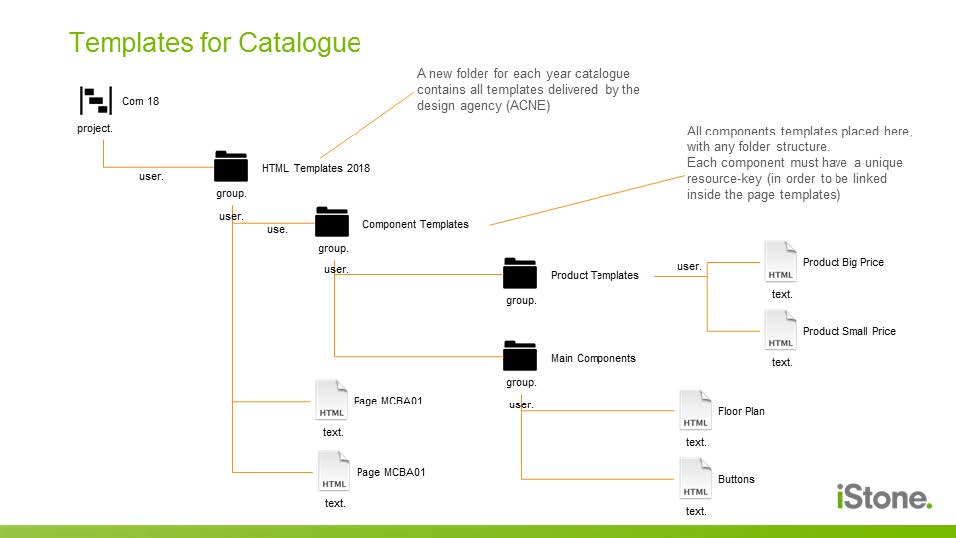 Templates for Catalogue
A new folder for each year catalogue
contains all templates delivered by the
design agency (ACNE)
Com 18
project.
All components templates placed here,
with any folder structure.
Each component must have a unique
resource-key (in order to be linked
inside the page templates)
user.
HTML Templates 2018
group.
user.
use.
Component Templates
group.
user.
Product Templates
group.
user.
HTML
Product Big Price
text.
HTML
Product Small Price
text.
Main Components
group.
user.
HTML
Page MCBA01
text.
HTML
Floor Plan
text.
HTML
Page MCBA01
text.
HTML
Buttons
text.
iStone.